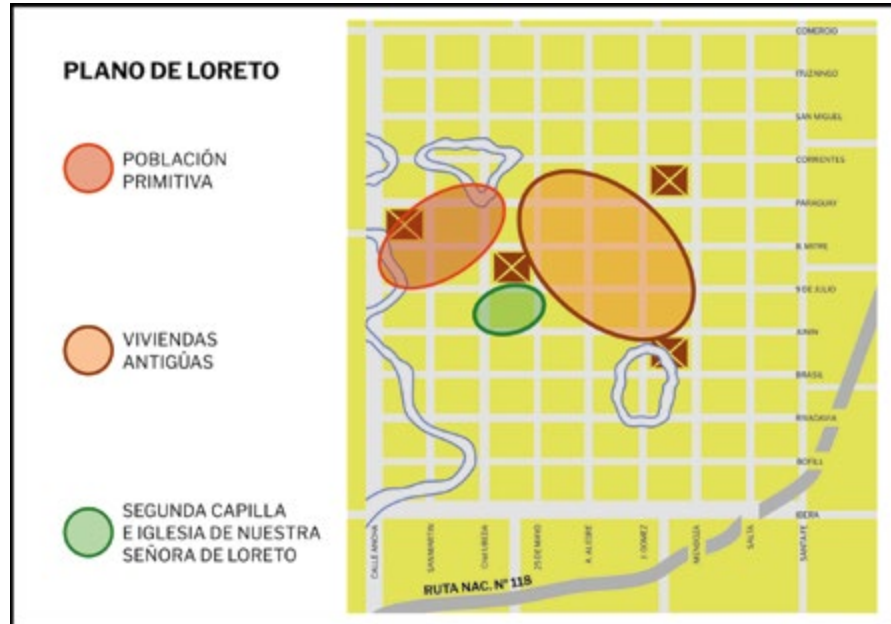 PLANO DE LORETO
POBLACIÓN
PRIMITIVA
VIVIENDAS
ANTIGÜAS
SEGUNDA CAPILLA
E IGLESIA DE NUESTRA
SEÑORA DE LORETO
COMERCIO
ITUZAINGO
SAN MIGUEL
CORRIENTES
PARAGUAY
B. MITRE
9 DE JULIO
JUNIN
BRASIL
RIVADAVIA
BOFILL
IBERA
CALLE ANCHA
SAN MARTIN
25 DE MAYO
A. ALEGRE
J. GOMEZ
MENDOZA
SALTA
SANTA FE
RUTA NAC. Nº 118